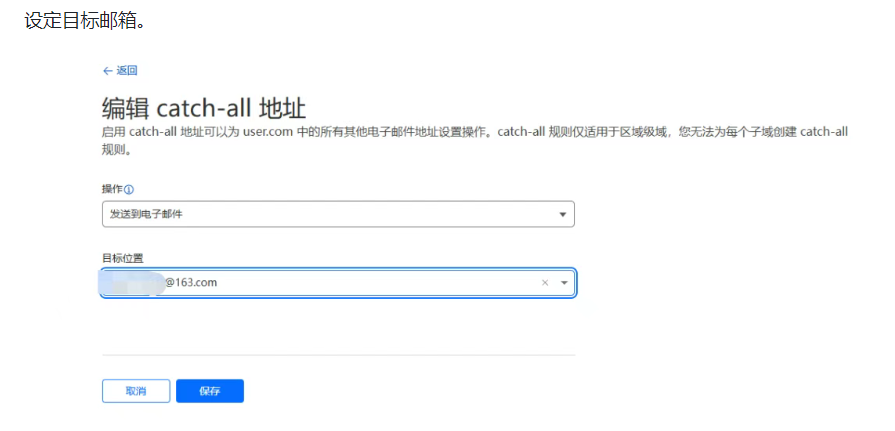 设定目标邮箱。
← 返回
编辑 catch-all 地址
启用 catch-all 地址可以为 user.com 中的所有其他电子邮件地址设置操作。catch-all 规则仅适用于区域级域，您无法为每个子域创建 catch-all
规则。
操作
发送到电子邮件
目标位置
@163.com
取消 保存